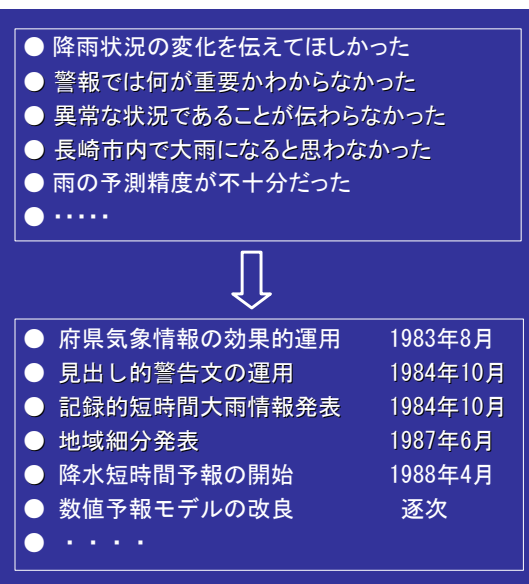 ● 降雨状況の変化を伝えてほしかった
● 警報では何が重要かわからなかった
● 異常な状況であることが伝わらなかった
● 長崎市内で大雨になると思わなかった
● 雨の予測精度が不十分だった
● ・・・・・
● 府県気象情報の効果的運用 1983年8月
● 見出し的警告文の運用 1984年10月
● 記録的短時間大雨情報発表 1984年10月
● 地域細分発表 1987年6月
● 降水短時間予報の開始 1988年4月
● 数値予報モデルの改良 逐次
● ・・・・